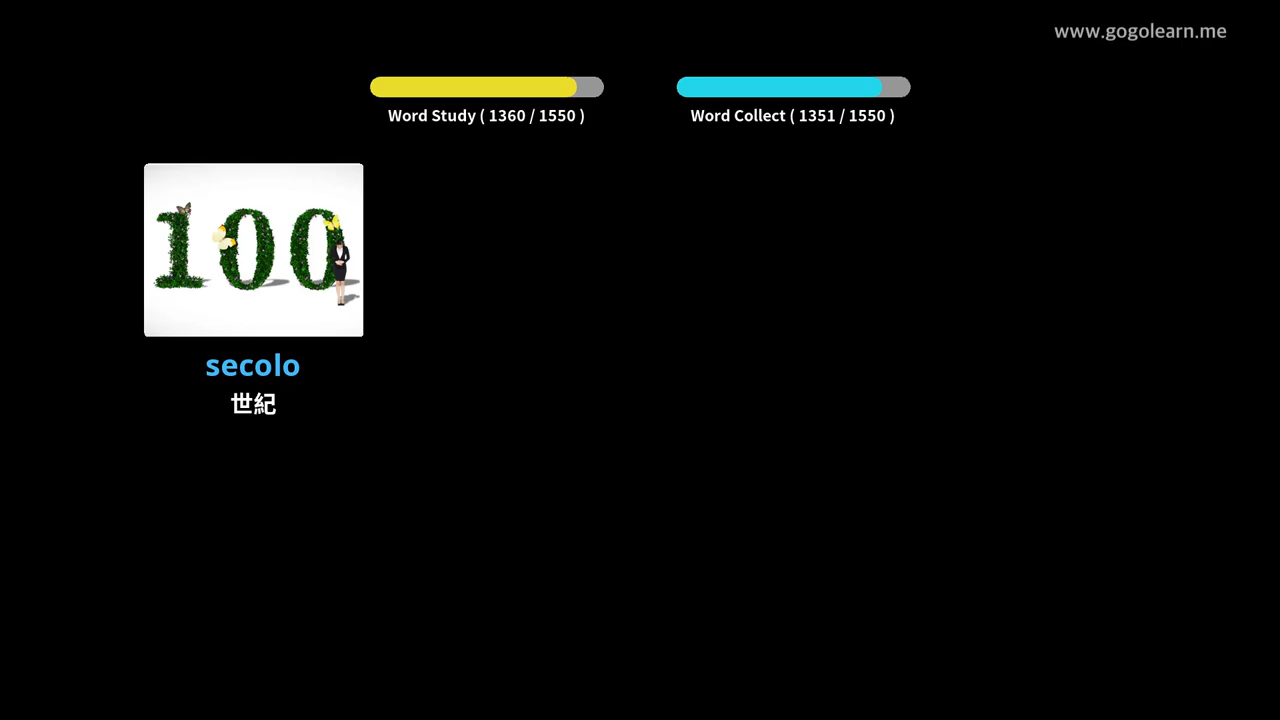 www.gogolearn.me
Word Study ( 1360 / 1550 )
Word Collect ( 1351 / 1550 )
100
secolo
世紀